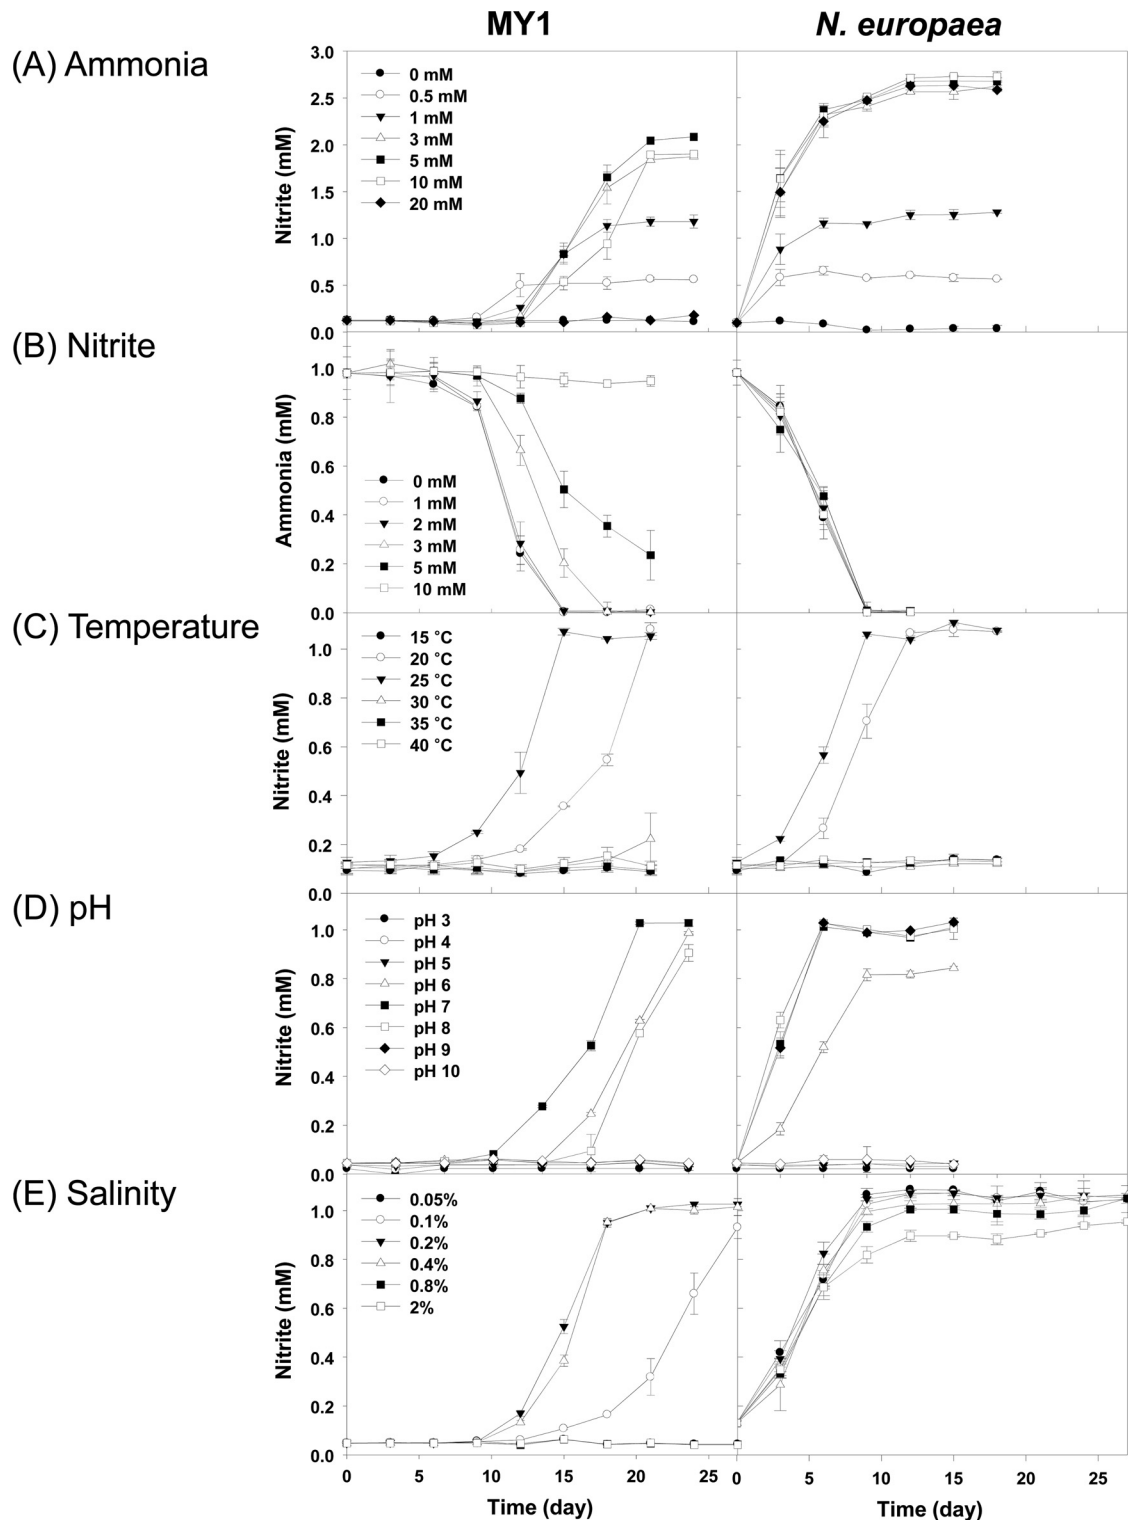 MY1 N. europaea
(A) Ammonia
3.0
2.5
2.0
1.5
1.0
0.5
0.0
Nitrite (mM)
0 mM
0.5 mM
1 mM
3 mM
5 mM
10 mM
20 mM
(B) Nitrite
1.0
0.8
0.6
0.4
0.2
0.0
Ammonia (mM)
0 mM
1 mM
2 mM
3 mM
5 mM
10 mM
(C) Temperature
1.0
0.8
0.6
0.4
0.2
0.0
Nitrite (mM)
15 °C
20 °C
25 °C
30 °C
35 °C
40 °C
(D) pH
1.0
0.8
0.6
0.4
0.2
0.0
Nitrite (mM)
pH 3
pH 4
pH 5
pH 6
pH 7
pH 8
pH 9
pH 10
(E) Salinity
1.0
0.8
0.6
0.4
0.2
0.0
Nitrite (mM)
0.05%
0.1%
0.2%
0.4%
0.8%
2%
0 5 10 15 20 25 0 5 10 15 20 25
Time (day) Time (day)